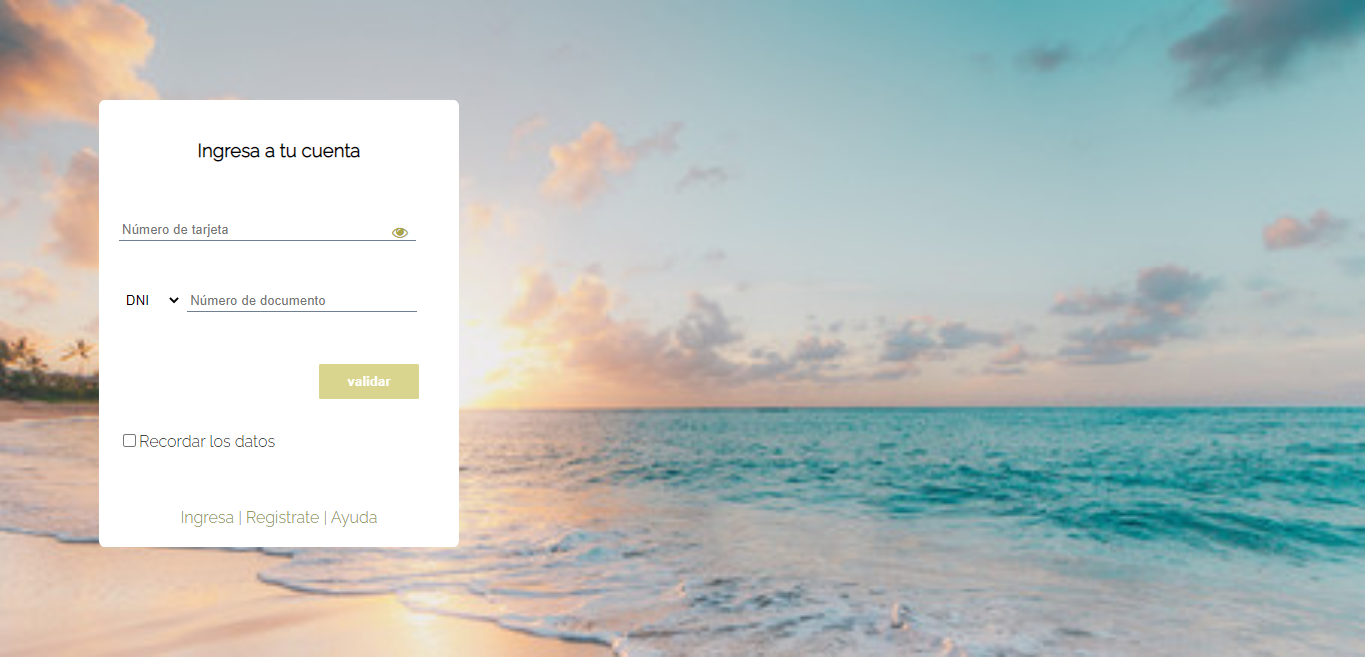 Ingresa a tu cuenta
Número de tarjeta
DNI Número de documento
validar
Recordar los datos
Ingresa | Registrate | Ayuda